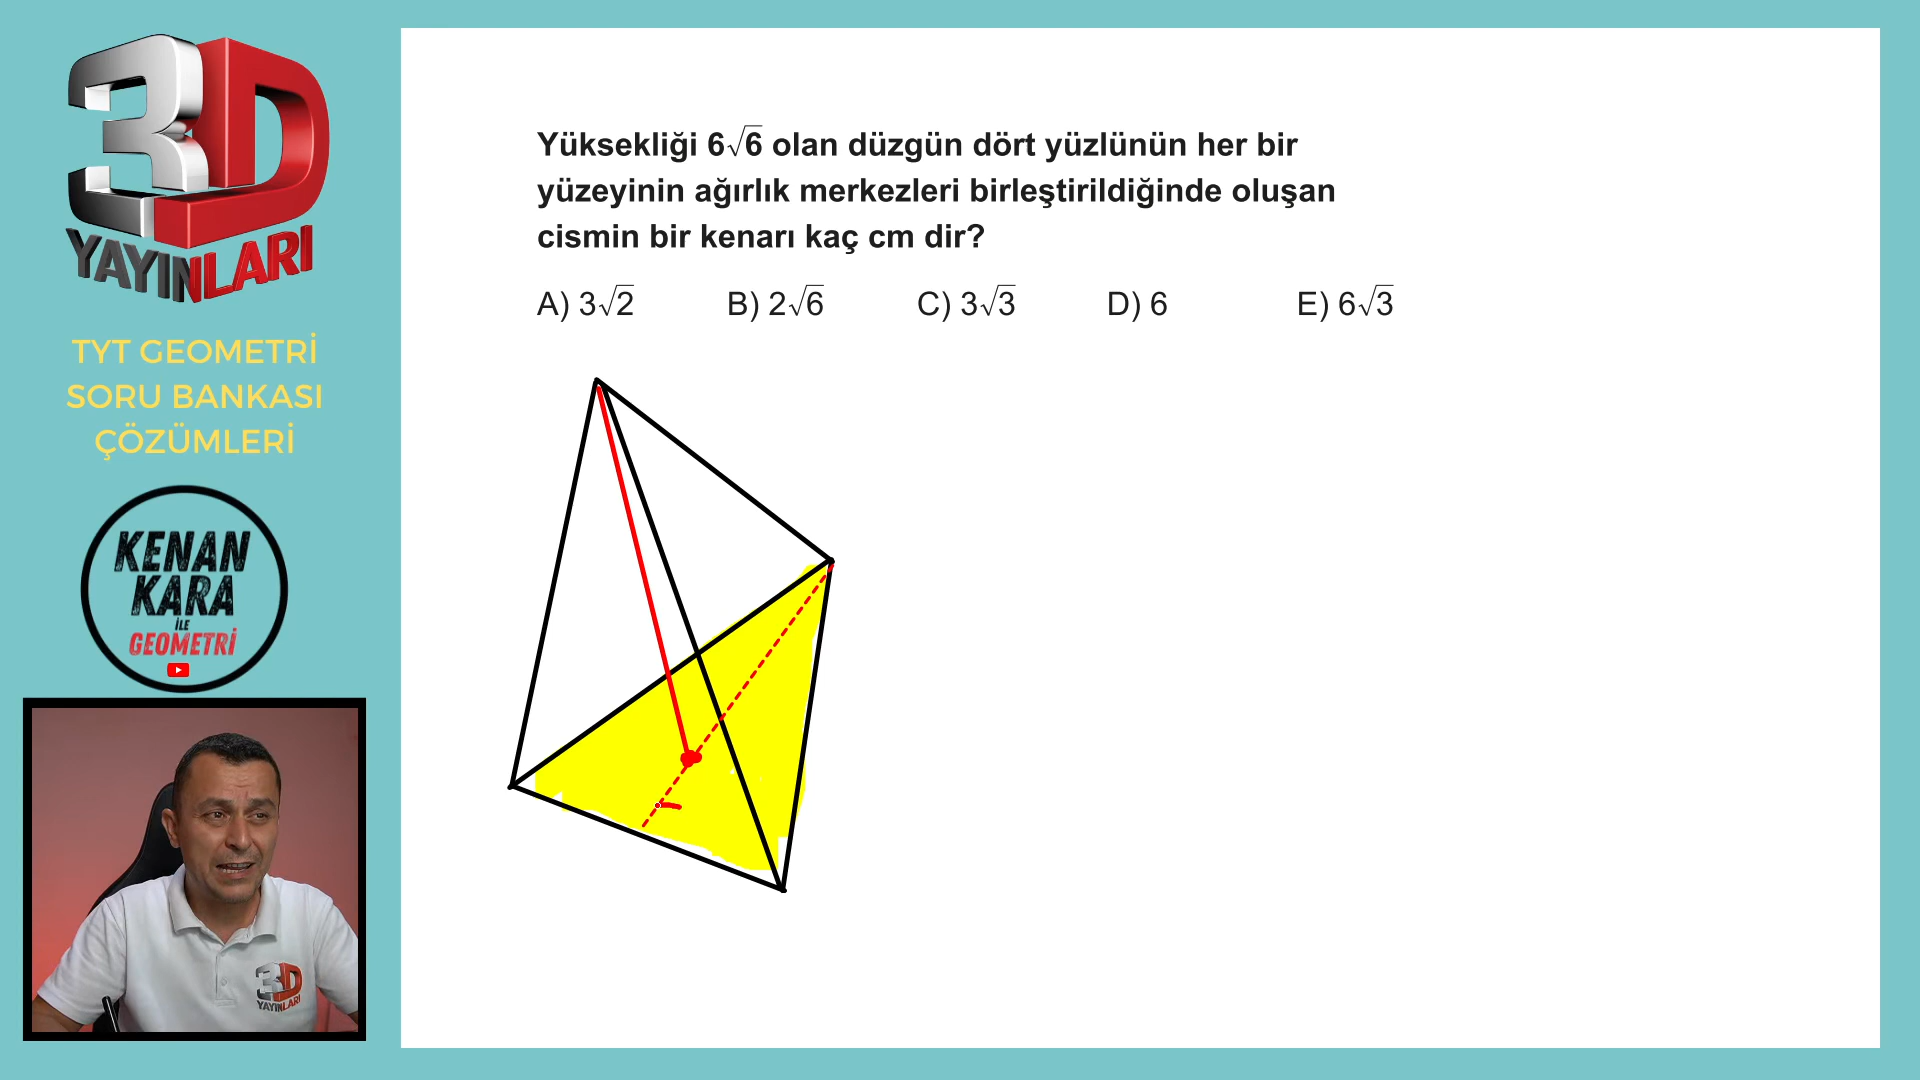 3D
YAYINLARI
TYT GEOMETRİ
SORU BANKASI
ÇÖZÜMLERİ
KENAN
KARA
İLE
GEOMETRİ
3D
YAYINLARI
Yüksekliği 6√6 olan düzgün dört yüzlünün her bir
yüzeyinin ağırlık merkezleri birleştirildiğinde oluşan
cismin bir kenarı kaç cm dir?
A) 3√2 B) 2√6 C) 3√3 D) 6 E) 6√3